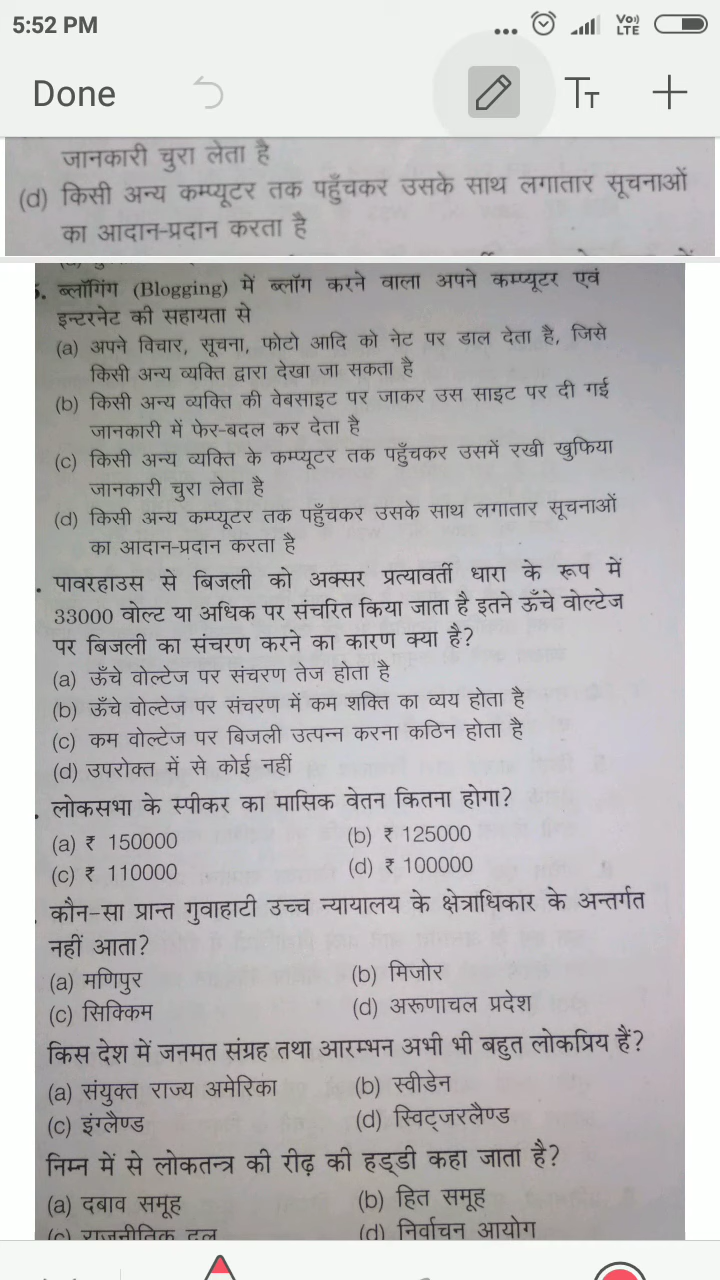 5:52 PM
Vo)) LTE
Done
TT
जानकारी चुरा लेता है
(d) किसी अन्य कम्प्यूटर तक पहुँचकर उसके साथ लगातार सूचनाओं
का आदान-प्रदान करता है
5. ब्लॉगिंग (Blogging) में ब्लॉग करने वाला अपने कम्प्यूटर एवं
इन्टरनेट की सहायता से
(a) अपने विचार, सूचना, फोटो आदि को नेट पर डाल देता है, जिसे
किसी अन्य व्यक्ति द्वारा देखा जा सकता है
(b) किसी अन्य व्यक्ति की वेबसाइट पर जाकर उस साइट पर दी गई
जानकारी में फेर-बदल कर देता है
(c) किसी अन्य व्यक्ति के कम्प्यूटर तक पहुँचकर उसमें रखी खुफिया
जानकारी चुरा लेता है
(d) किसी अन्य कम्प्यूटर तक पहुँचकर उसके साथ लगातार सूचनाओं
का आदान-प्रदान करता है
. पावरहाउस से बिजली को अक्सर प्रत्यावर्ती धारा के रूप में
33000 वोल्ट या अधिक पर संचरित किया जाता है इतने ऊँचे वोल्टेज
पर बिजली का संचरण करने का कारण क्या है?
(a) ऊँचे वोल्टेज पर संचरण तेज होता है
(b) ऊँचे वोल्टेज पर संचरण में कम शक्ति का व्यय होता है
(c) कम वोल्टेज पर बिजली उत्पन्न करना कठिन होता है
(d) उपरोक्त में से कोई नहीं
. लोकसभा के स्पीकर का मासिक वेतन कितना होगा?
(a) ₹ 150000 (b) ₹ 125000
(c) ₹ 110000 (d) ₹ 100000
. कौन-सा प्रान्त गुवाहाटी उच्च न्यायालय के क्षेत्राधिकार के अन्तर्गत
नहीं आता?
(a) मणिपुर (b) मिजोर
(c) सिक्किम (d) अरूणाचल प्रदेश
किस देश में जनमत संग्रह तथा आरम्भन अभी भी बहुत लोकप्रिय हैं?
(a) संयुक्त राज्य अमेरिका (b) स्वीडेन
(c) इंग्लैण्ड (d) स्विट्जरलैण्ड
निम्न में से लोकतन्त्र की रीढ़ की हड्डी कहा जाता है?
(a) दबाव समूह (b) हित समूह
(c) राजनीतिक दल (d) निर्वाचन आयोग